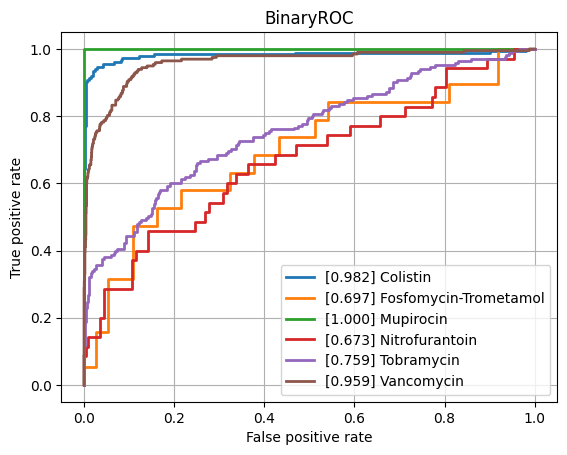 BinaryROC
True positive rate
1.0
0.8
0.6
0.4
0.2
0.0
[0.982] Colistin
[0.697] Fosfomycin-Trometamol
[1.000] Mupirocin
[0.673] Nitrofurantoin
[0.759] Tobramycin
[0.959] Vancomycin
0.0 0.2 0.4 0.6 0.8 1.0
False positive rate